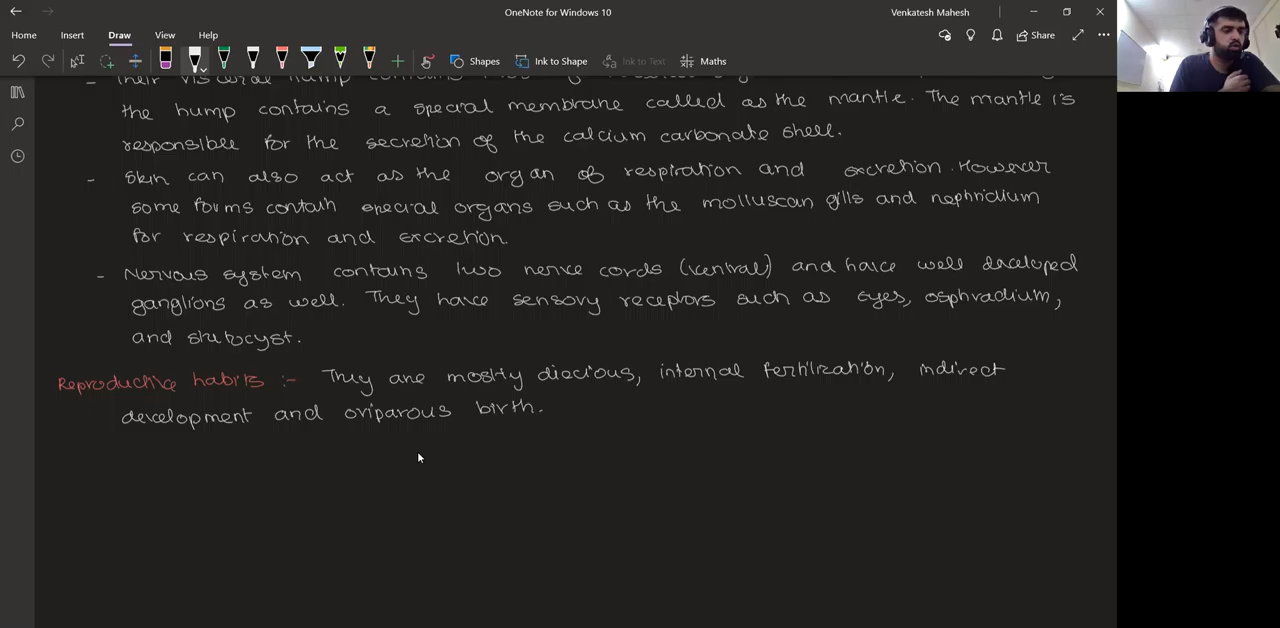 OneNote for Windows 10
Venkatesh Mahesh
Home Insert Draw View Help
Share
Shapes Ink to Shape Ink to Text Maths
- Their visceral hump contains
the hump contains a special membrane called as the mantle. The mantle is
responsible for the secretion of the calcium carbonate shell.
- Skin can also act as the organ of respiration and excretion. However
some forms contain special organs such as the molluscan gills and nephridium
for respiration and excretion.
- Nervous system contains two nerve cords (ventral) and have well developed
ganglions as well. They have sensory receptors such as eyes, osphradium,
and statocyst.
Reproductive habits :- They are mostly diecious, internal fertilization, indirect
development and oviparous birth.